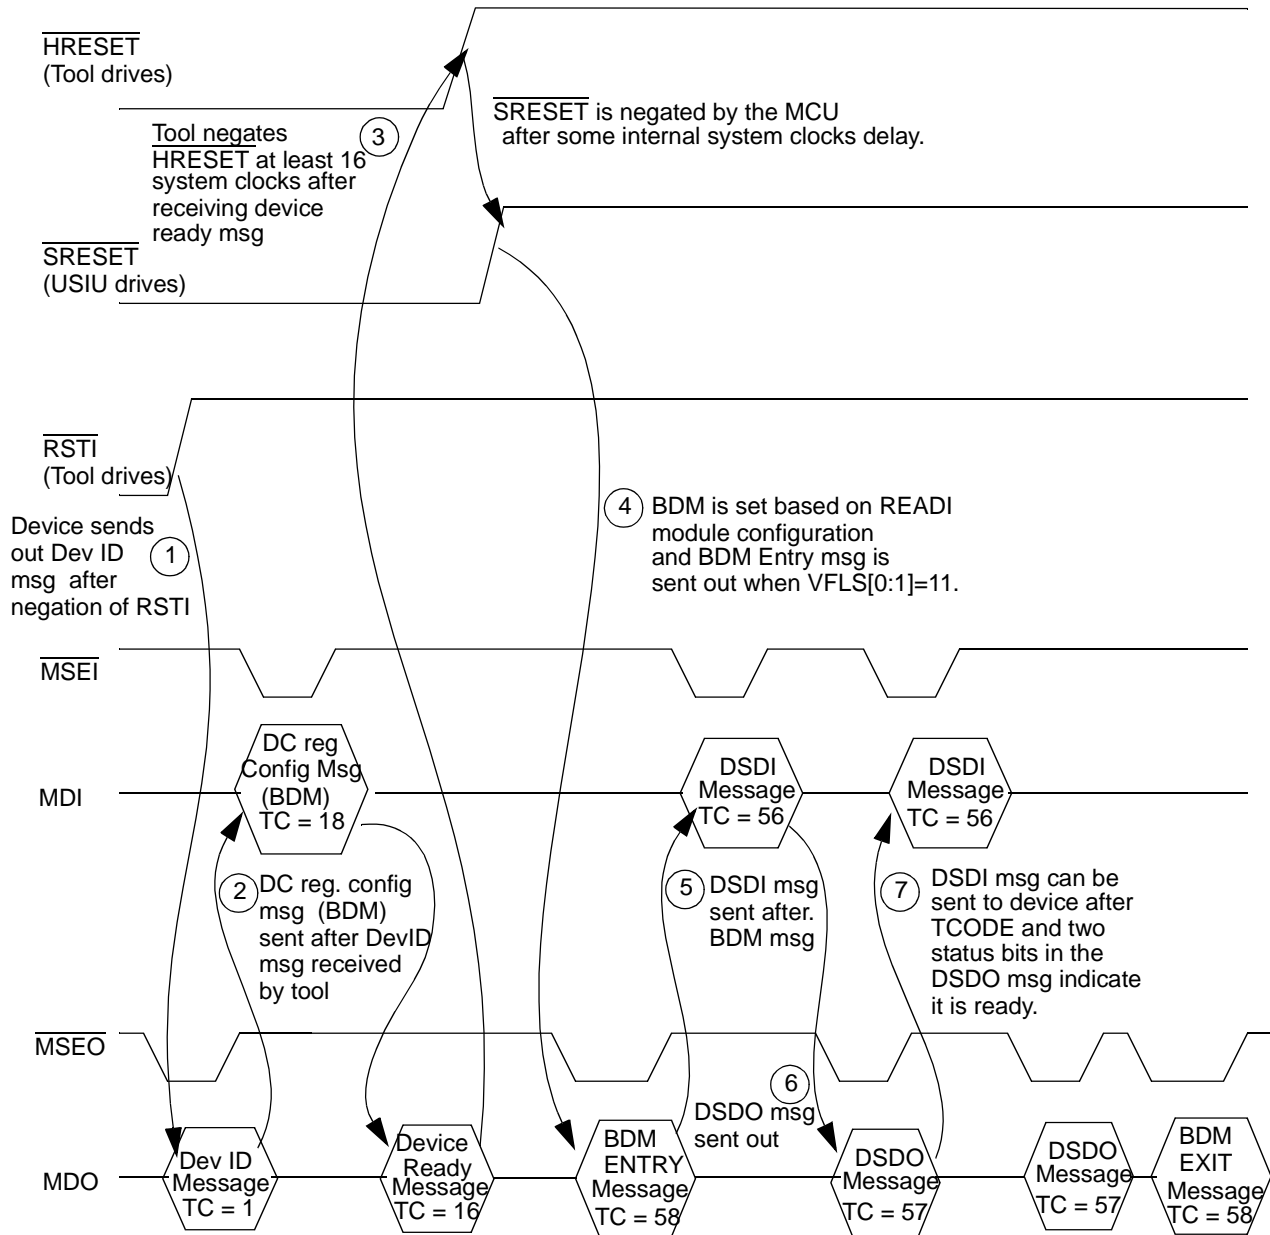 HRESET
(Tool drives)
Tool negates
HRESET at least 16
system clocks after
receiving device
ready msg
3
SRESET is negated by the MCU
after some internal system clocks delay.
SRESET
(USIU drives)
RSTI
(Tool drives)
Device sends
out Dev ID
msg after
negation of RSTI
1
4
BDM is set based on READI
module configuration
and BDM Entry msg is
sent out when VFLS[0:1]=11.
MSEI
MDI
DC reg
Config Msg
(BDM)
TC = 18
DSDI
Message
TC = 56
DSDI
Message
TC = 56
2
DC reg. config
msg (BDM)
sent after DevID
msg received
by tool
5
DSDI msg
sent after.
BDM msg
7
DSDI msg can be
sent to device after
TCODE and two
status bits in the
DSDO msg indicate
it is ready.
MSEO
6
DSDO msg
sent out
MDO
Dev ID
Message
TC = 1
Device
Ready
Message
TC = 16
BDM
ENTRY
Message
TC = 58
DSDO
Message
TC = 57
DSDO
Message
TC = 57
BDM
EXIT
Message
TC = 58